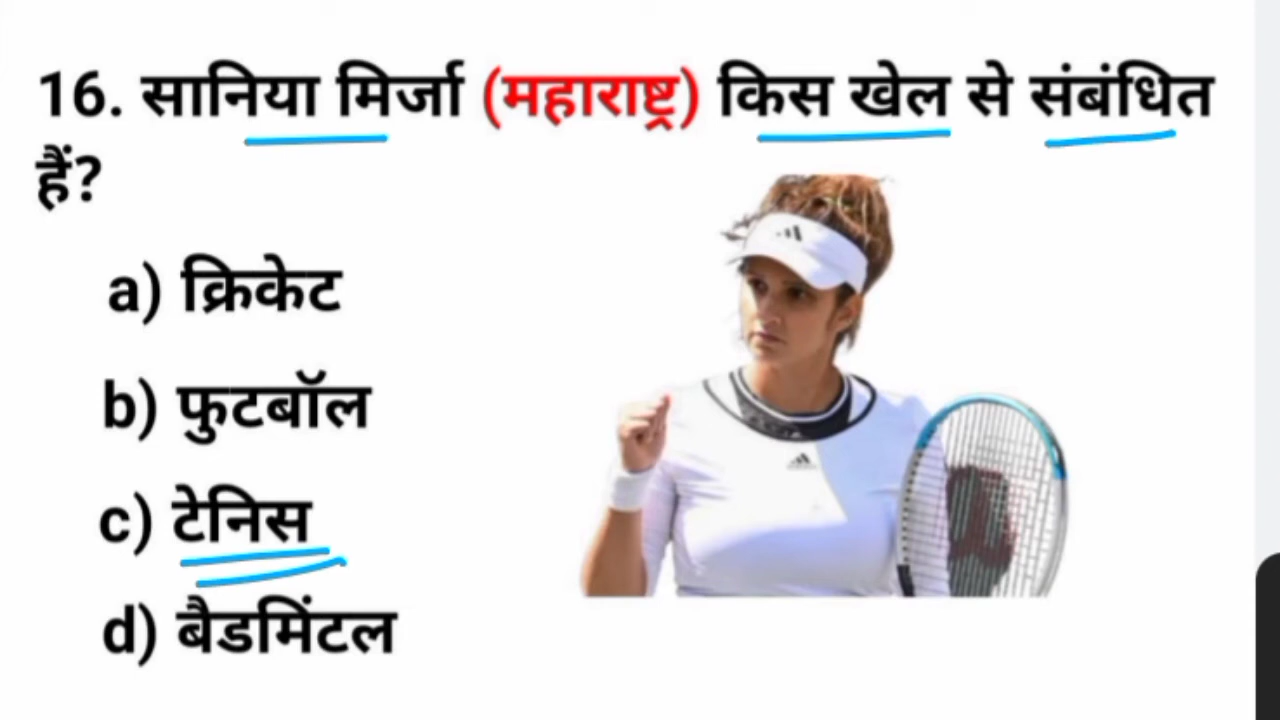 16. सानिया मिर्जा (महाराष्ट्र) किस खेल से संबंधित
हैं?
a) क्रिकेट
b) फुटबॉल
c) टेनिस
d) बैडमिंटल